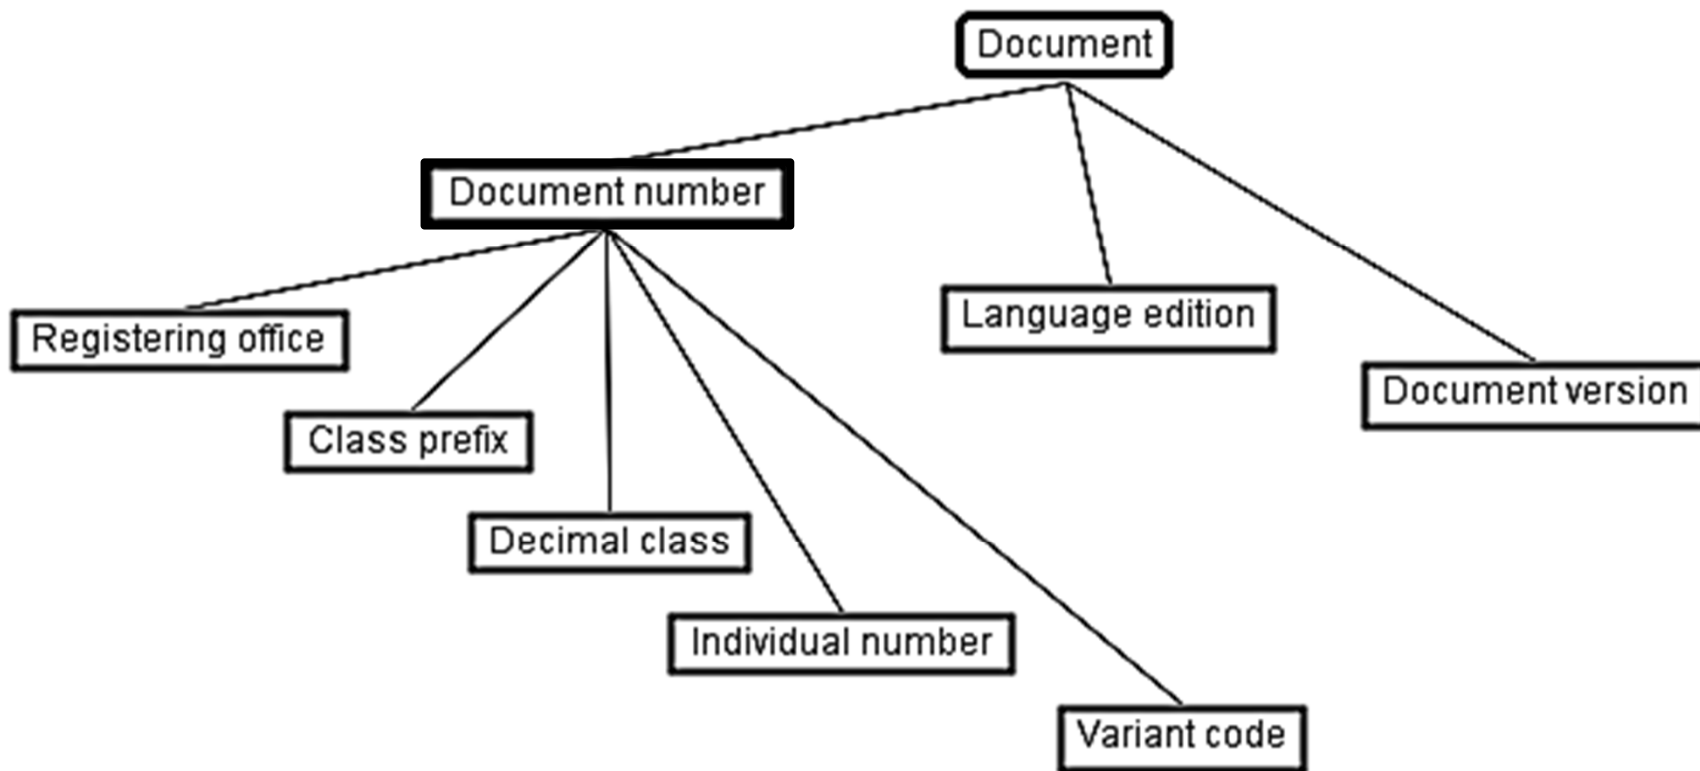 Document
Document number
Language edition
Registering office
Document version
Class prefix
Decimal class
Individual number
Variant code